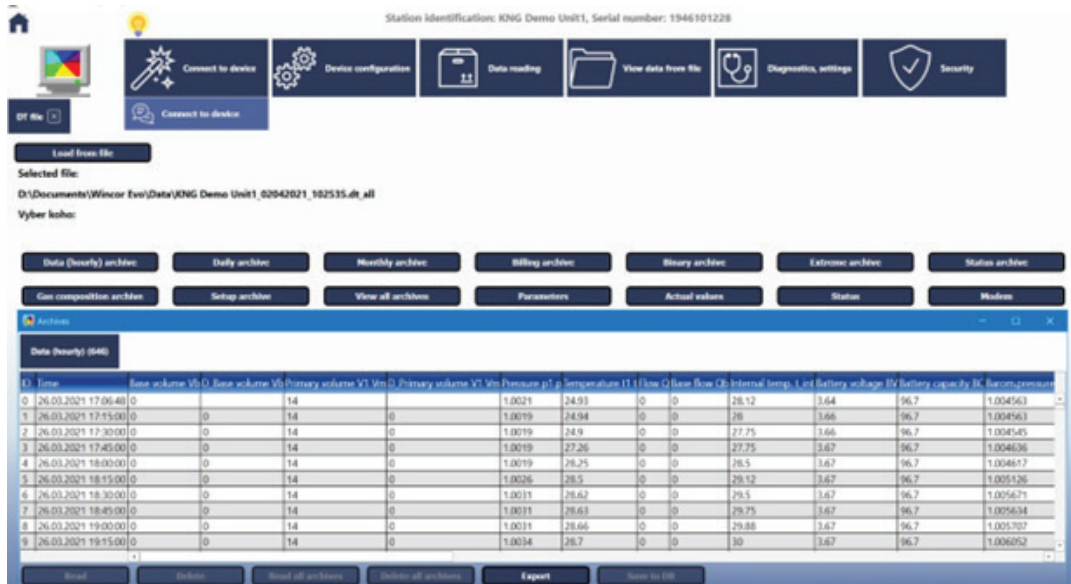 Station identification: KNG Demo Unit1, Serial number: 1946101228
Connect to device Device configuration Data reading View data from file Diagnostics, settings Security
DT file Connect to device
Load from file
Selected file:
D:\Documents\Wincor Evo\Data\KNG Demo Unit1_02042021_102535.dt_all
Vyber koho:
Data (hourly) archive Daily archive Monthly archive Billing archive Binary archive Extreme archive Status archive
Gas composition archive Setup archive View all archives Parameters Actual values Status Modem
Archives
Data (hourly) (646)
ID Time Base volume Vb D_Base volume Vb Primary volume V1 Vm D_Primary volume V1 Vm Pressure p1 p Temperature t1 t Flow Q Base flow Qb Internal temp. t_int Battery voltage BV Battery capacity BC Barom.pressure
0 26.03.2021 17:06:48 0 14 1.0021 24.93 0 0 28.12 3.64 96.7 1.004563
1 26.03.2021 17:15:00 0 0 14 0 1.0019 24.94 0 0 28 3.66 96.7 1.004563
2 26.03.2021 17:30:00 0 0 14 0 1.0019 24.9 0 0 27.75 3.66 96.7 1.004545
3 26.03.2021 17:45:00 0 0 14 0 1.0019 27.26 0 0 27.75 3.67 96.7 1.004636
4 26.03.2021 18:00:00 0 0 14 0 1.0019 28.25 0 0 28.5 3.67 96.7 1.004617
5 26.03.2021 18:15:00 0 0 14 0 1.0026 28.5 0 0 29.12 3.67 96.7 1.005126
6 26.03.2021 18:30:00 0 0 14 0 1.0031 28.62 0 0 29.5 3.67 96.7 1.005671
7 26.03.2021 18:45:00 0 0 14 0 1.0031 28.63 0 0 29.75 3.67 96.7 1.005634
8 26.03.2021 19:00:00 0 0 14 0 1.0031 28.66 0 0 29.88 3.67 96.7 1.005707
9 26.03.2021 19:15:00 0 0 14 0 1.0034 28.7 0 0 30 3.67 96.7 1.006052
Read Delete Read all archives Delete all archives Export Save to DB